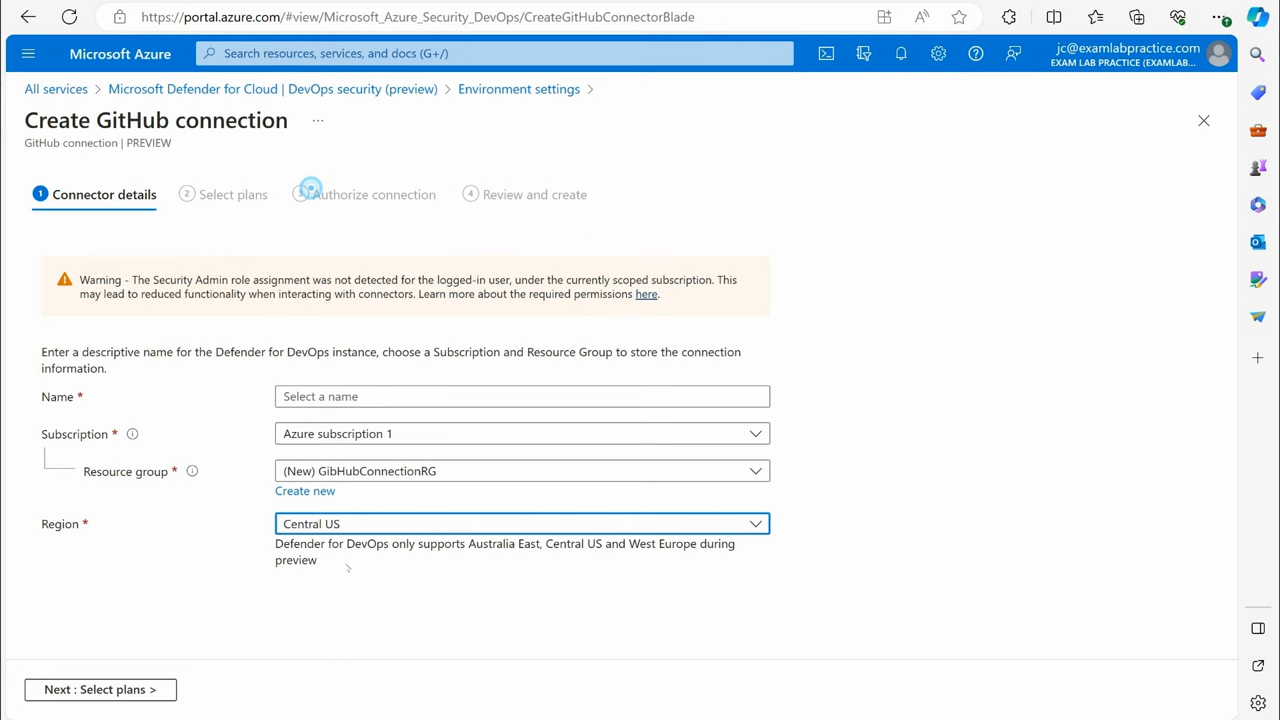 https://portal.azure.com/#view/Microsoft_Azure_Security_DevOps/CreateGitHubConnectorBlade
Microsoft Azure
Search resources, services, and docs (G+/)
jc@examlabpractice.com
EXAM LAB PRACTICE (EXAMLAB...
All services > Microsoft Defender for Cloud | DevOps security (preview) > Environment settings >
Create GitHub connection ...
GitHub connection | PREVIEW
1 Connector details 2 Select plans 3 Authorize connection 4 Review and create
Warning - The Security Admin role assignment was not detected for the logged-in user, under the currently scoped subscription. This
may lead to reduced functionality when interacting with connectors. Learn more about the required permissions here.
Enter a descriptive name for the Defender for DevOps instance, choose a Subscription and Resource Group to store the connection
information.
Name * Select a name
Subscription * Azure subscription 1
Resource group * (New) GibHubConnectionRG
Create new
Region * Central US
Defender for DevOps only supports Australia East, Central US and West Europe during
preview
Next : Select plans >